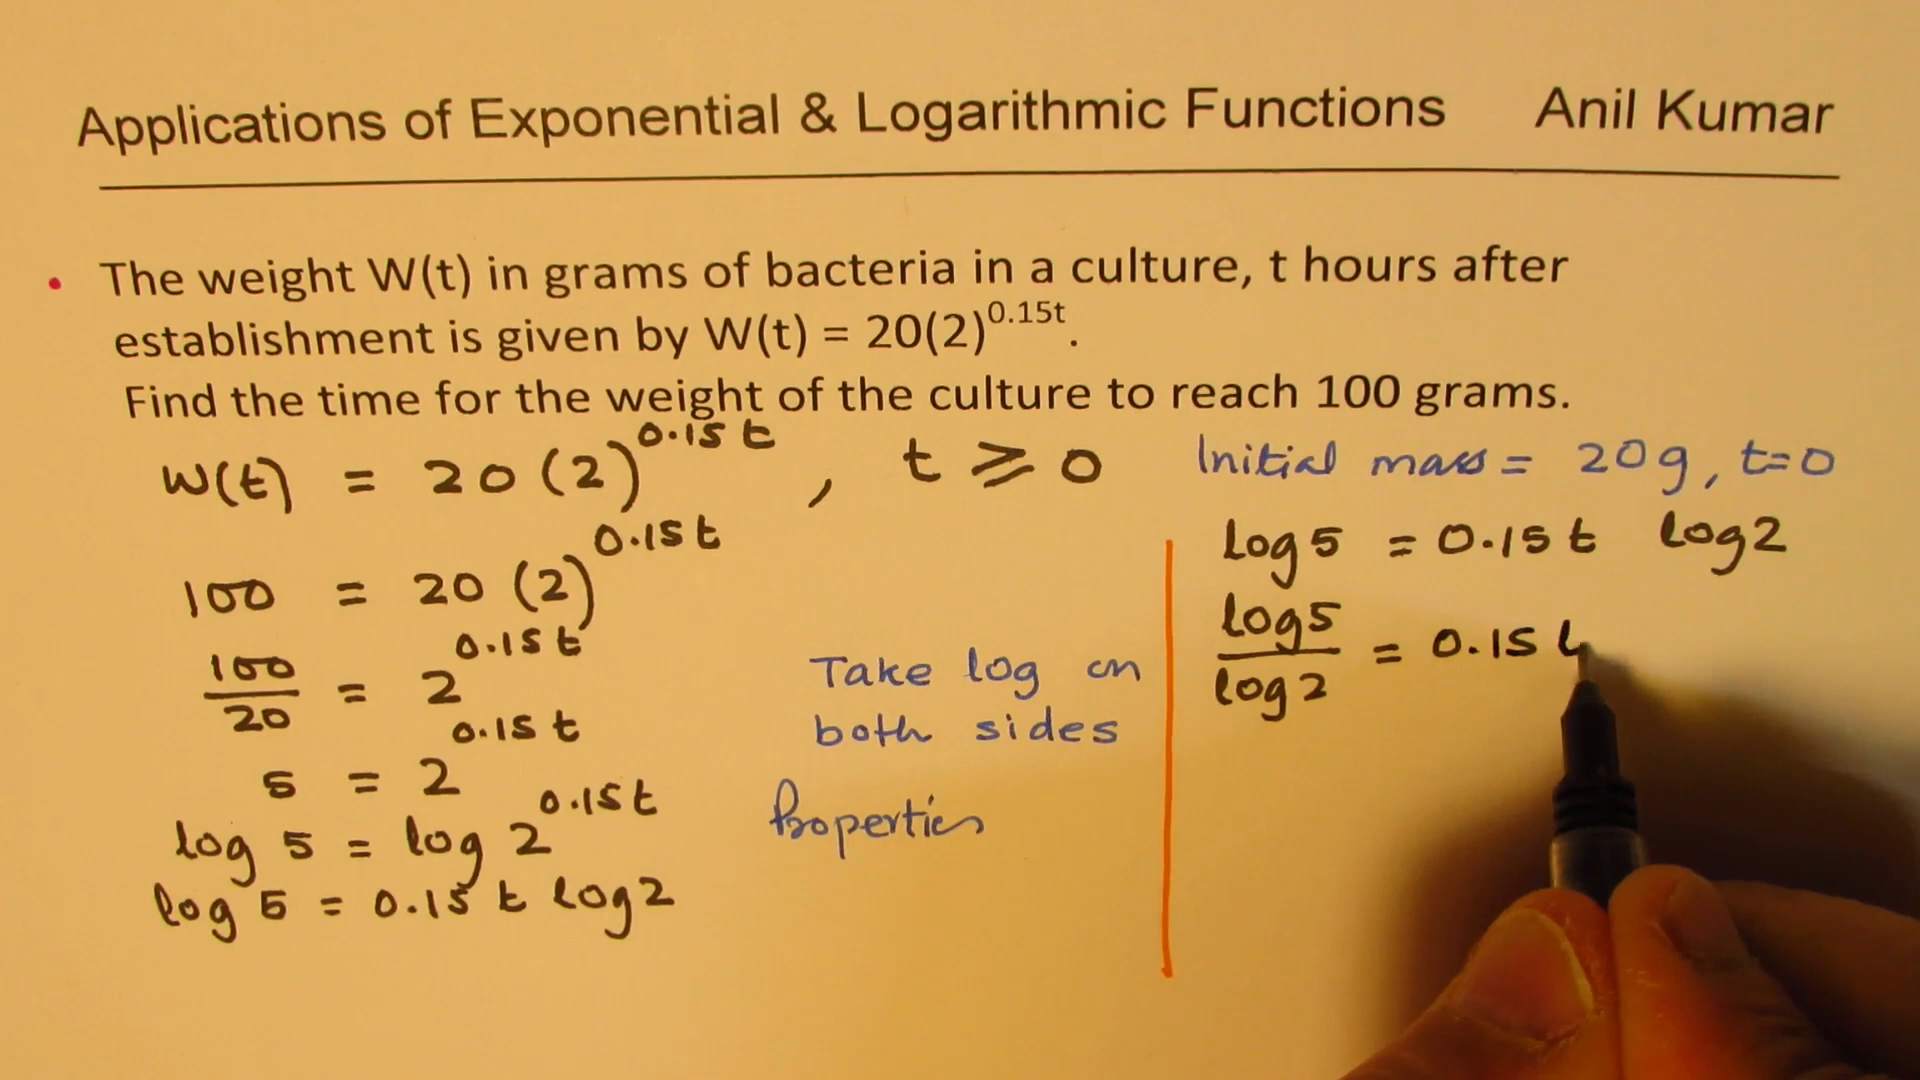 Applications of Exponential & Logarithmic Functions Anil Kumar
• The weight W(t) in grams of bacteria in a culture, t hours after
establishment is given by W(t) = 20(2)^0.15t.
Find the time for the weight of the culture to reach 100 grams.
W(t) = 20 (2)^0.15t , t ⩾ 0
100 = 20 (2)^0.15t
100/20 = 2^0.15t
5 = 2^0.15t
log 5 = log 2^0.15t
log 5 = 0.15 t log2
Take log on
both sides
Properties
Initial mass = 20g, t=0
log5 = 0.15t log2
log5/log2 = 0.15 t